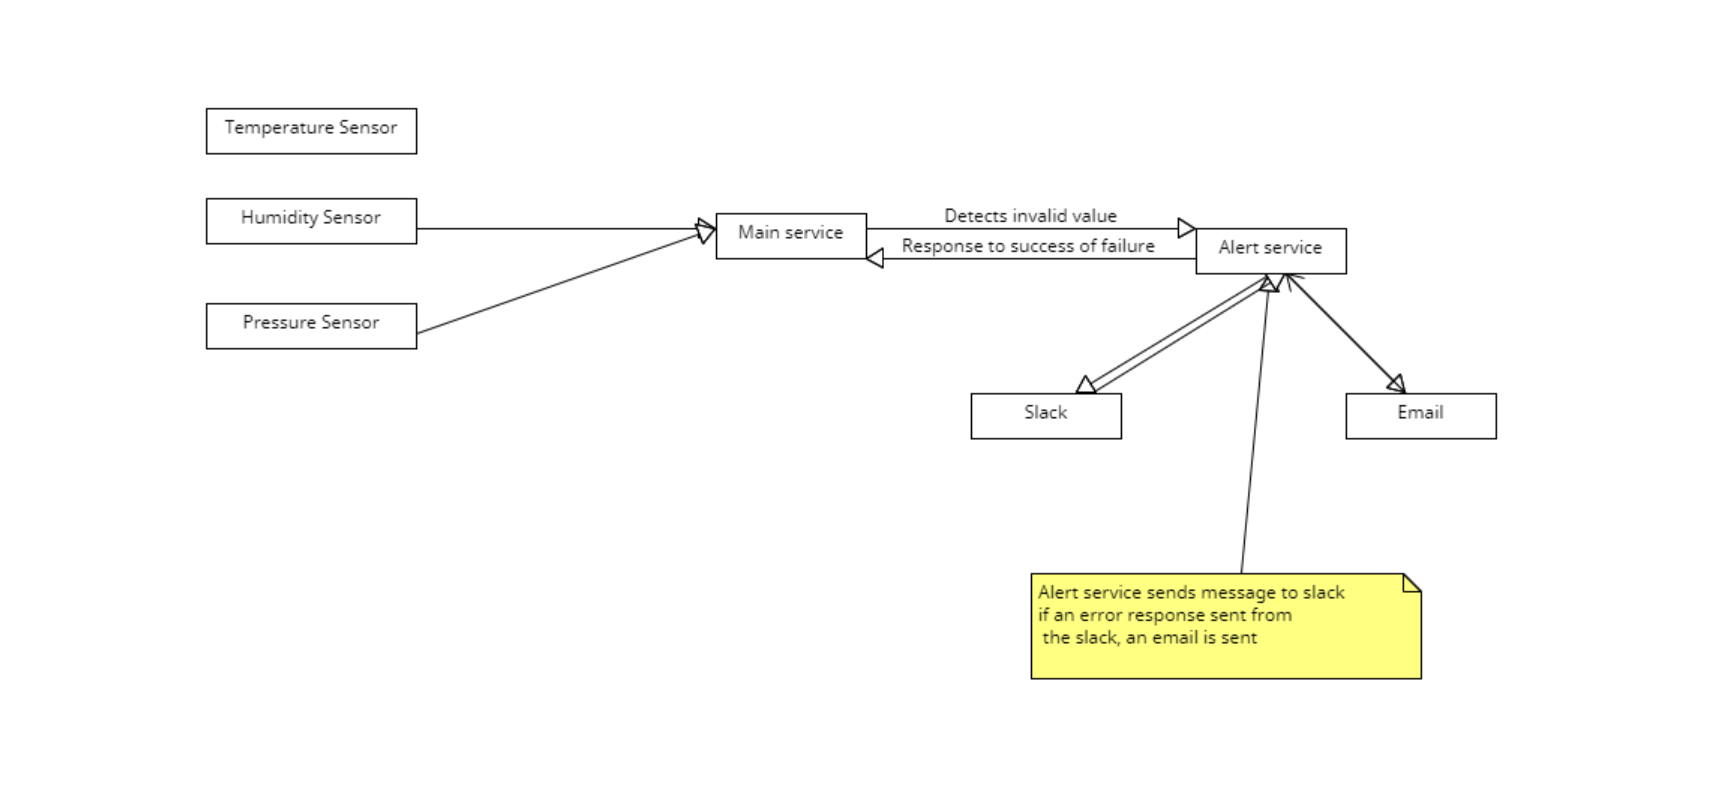 Temperature Sensor
Humidity Sensor
Pressure Sensor
Main service
Detects invalid value
Response to success of failure
Alert service
Slack
Email
Alert service sends message to slack
if an error response sent from
the slack, an email is sent